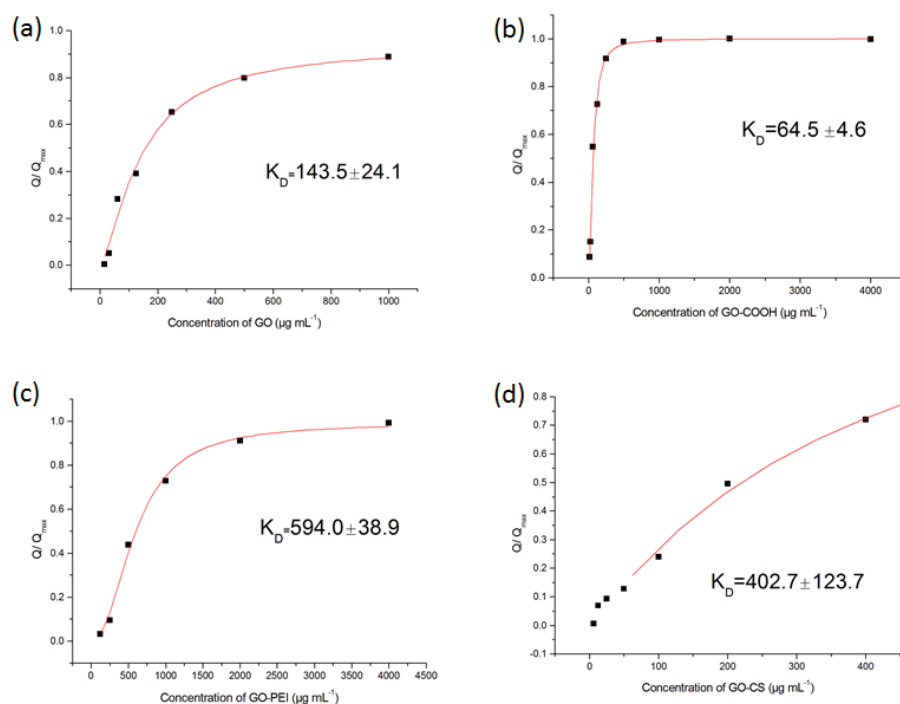 (a)
1.0
0.8
0.6
0.4
0.2
0.0
Q/ Qmax
K_D=143.5±24.1
0 200 400 600 800 1000
Concentration of GO (µg mL⁻¹)
(b)
1.0
0.8
0.6
0.4
0.2
0.0
Q/ Qmax
K_D=64.5 ±4.6
0 1000 2000 3000 4000
Concentration of GO-COOH (µg mL⁻¹)
(c)
1.0
0.8
0.6
0.4
0.2
0.0
Q/ Qmax
K_D=594.0±38.9
0 500 1000 1500 2000 2500 3000 3500 4000 4500
Concentration of GO-PEI (µg mL⁻¹)
(d)
0.8
0.7
0.6
0.5
0.4
0.3
0.2
0.1
0.0
-0.1
Q/ Qmax
K_D=402.7±123.7
0 100 200 300 400
Concentration of GO-CS (µg mL⁻¹)